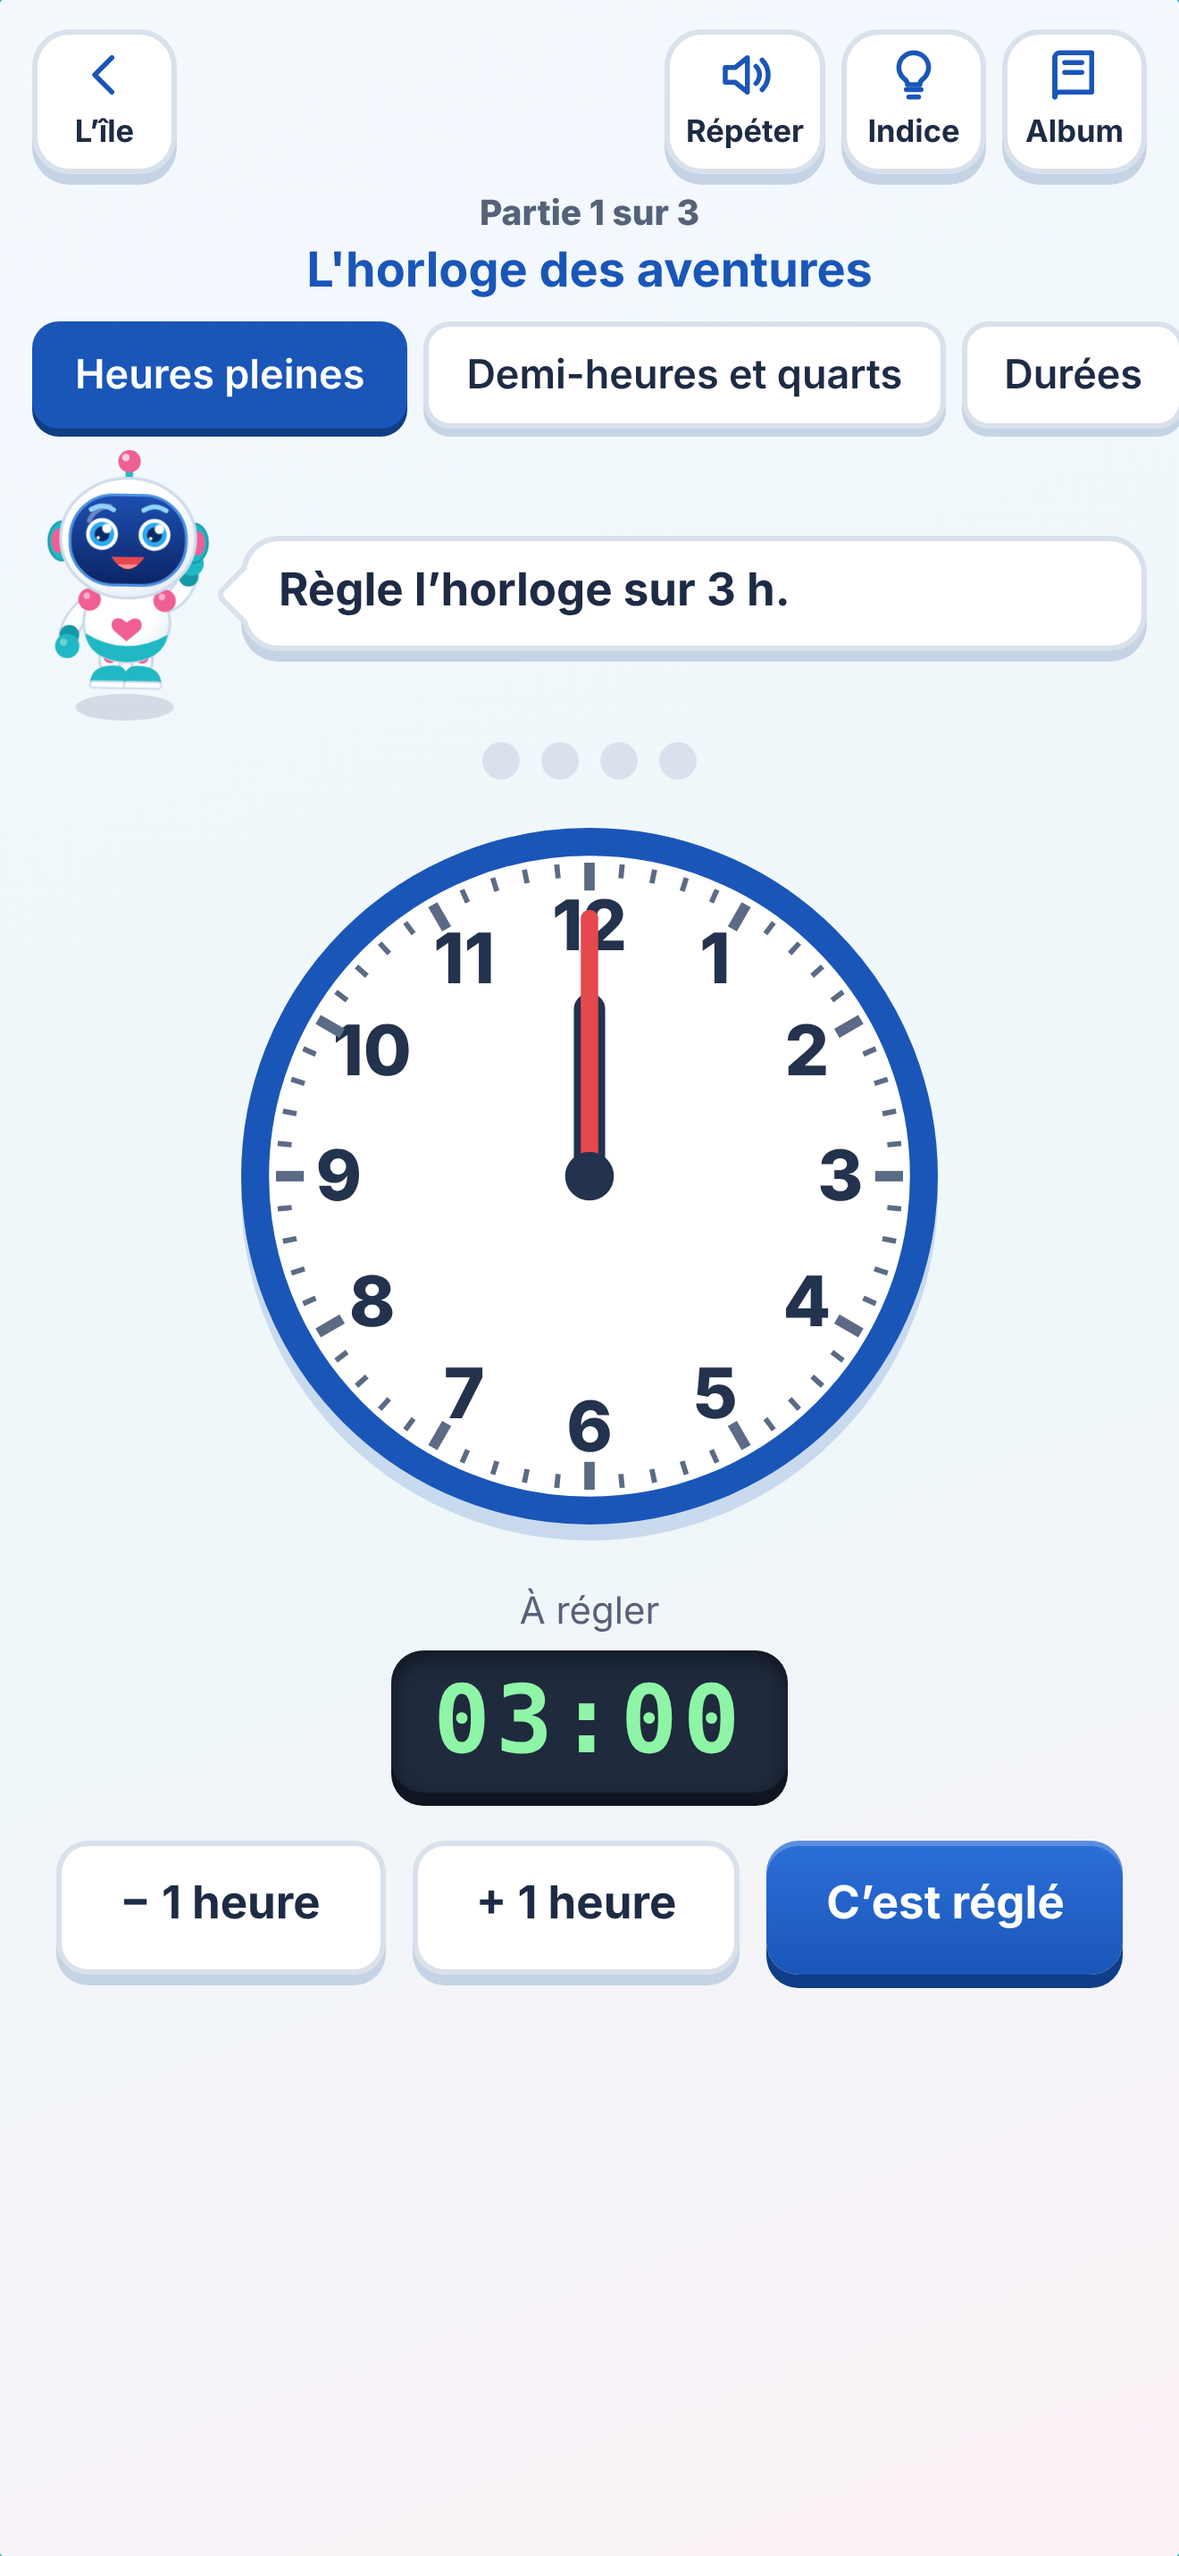 L’île
Répéter
Indice
Album
Partie 1 sur 3
L'horloge des aventures
Heures pleines
Demi-heures et quarts
Durées
Règle l’horloge sur 3 h.
12
1
2
3
4
5
6
7
8
9
10
11
À régler
03:00
− 1 heure
+ 1 heure
C’est réglé